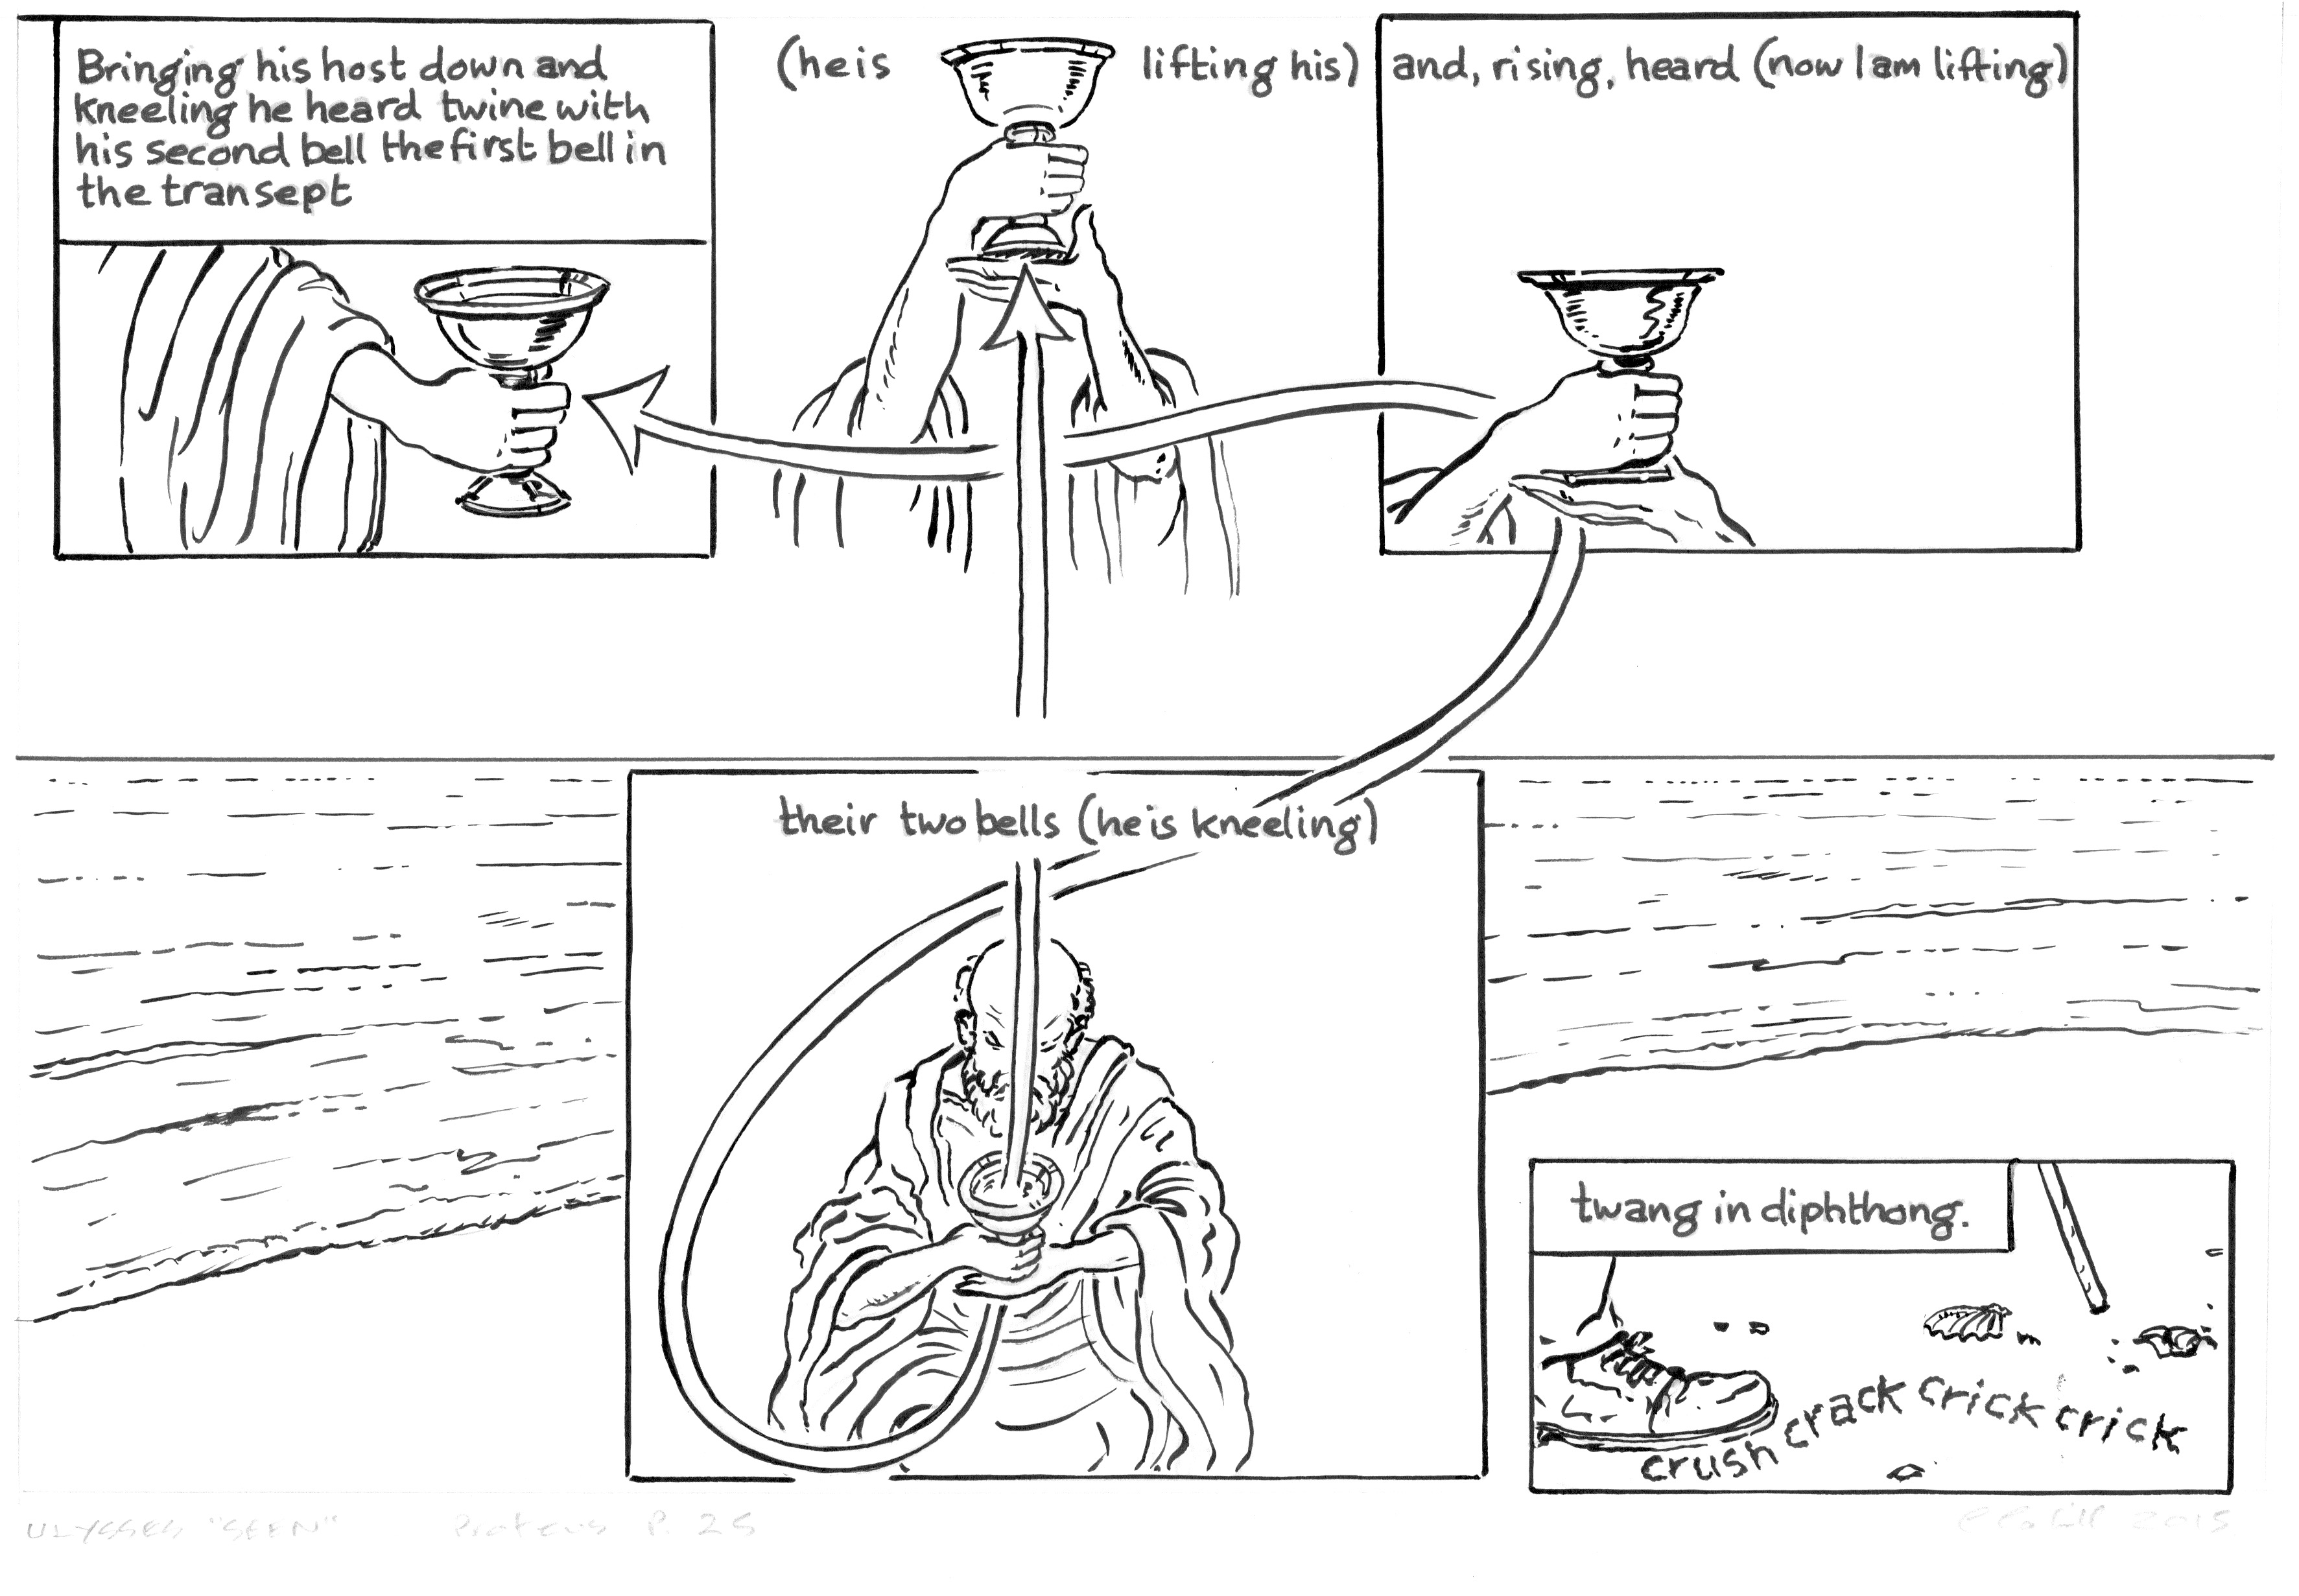 Bringing his host down and
kneeling he heard twine with
his second bell the first bell in
the transept
(he is lifting his)
and, rising, heard (now I am lifting)
their two bells (he is kneeling)
twang in diphthong.
crush crack crick crick
ULYSSES "SEEN" Proteus P. 25
2015